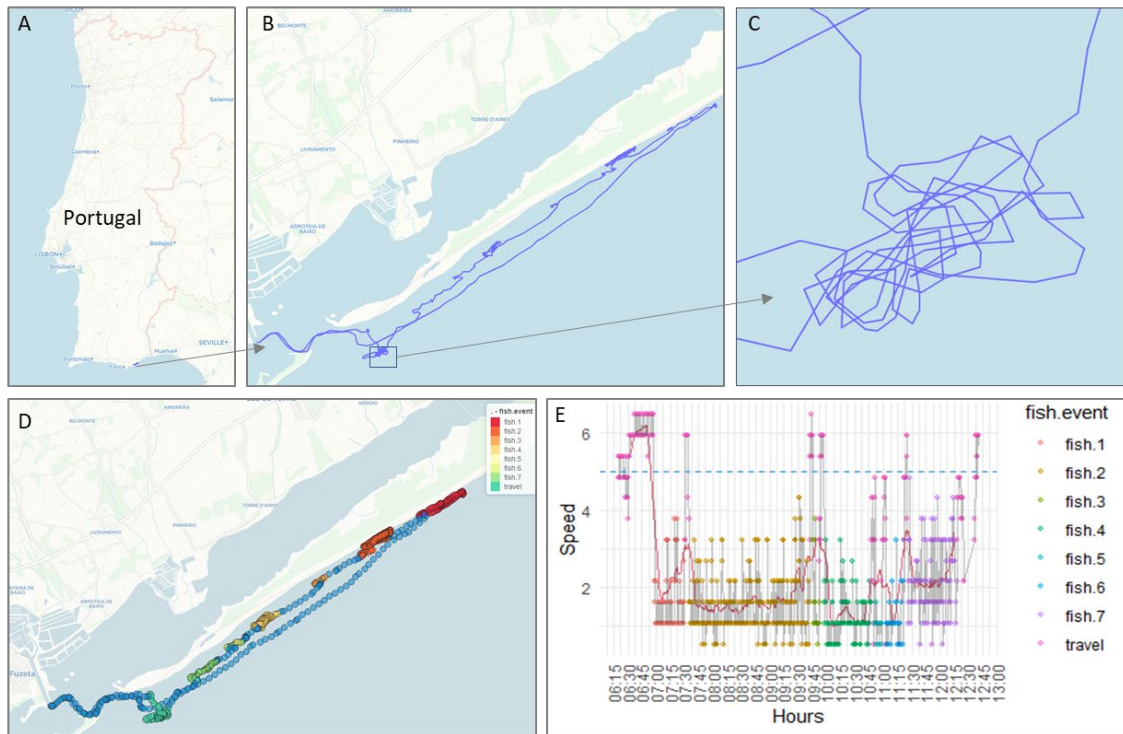 A
VIGO
Porto
Salamar
Coimbra
Portugal
Badajoz
LISBON
Setúbal
Huelva
SEVILLE
Portimão
Faro
B
AMOREIRA
BELMONTE
TORRE D'AIRES
LIVRAMENTO
PINHEIRO
ARROTEIA DE
BAIXO
C
D
AMOREIRA
ARROIO
BELMONTE
TORRE D'AIRES
LIVRAMENTO
PINHEIRO
ARROTEIA DE
BAIXO
Fuzeta
. - fish.event
fish.1
fish.2
fish.3
fish.4
fish.5
fish.6
fish.7
travel
E
Speed
6
4
2
06:15
06:30
06:45
07:00
07:15
07:30
07:45
08:00
08:15
08:30
08:45
09:00
09:15
09:30
09:45
10:00
10:15
10:30
10:45
11:00
11:15
11:30
11:45
12:00
12:15
12:30
12:45
13:00
Hours
fish.event
fish.1
fish.2
fish.3
fish.4
fish.5
fish.6
fish.7
travel